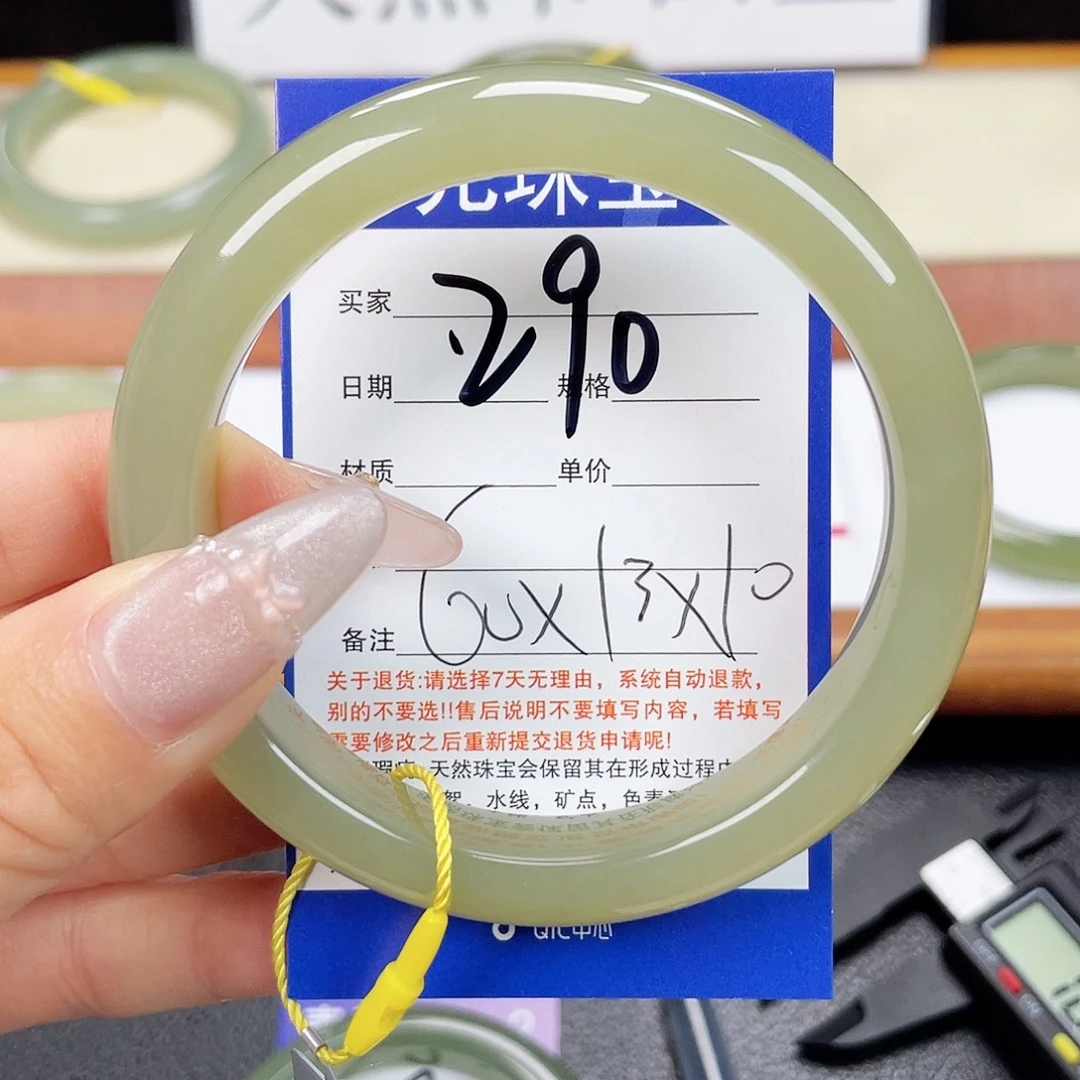 珠宝
290
买家
日期 规格
材质 单价
60X13X10
备注
关于退货:请选择7天无理由，系统自动退款，
别的不要选!!售后说明不要填写内容，若填写
要修改之后重新提交退货申请呢!
天然珠宝会保留其在形成过程
水线，矿点，色素
中心